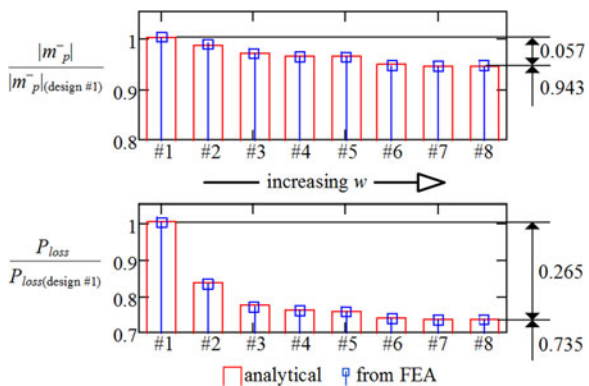 |m⁻p|
|m⁻p|(design #1)
1
0.9
0.8
0.057
0.943
#1 #2 #3 #4 #5 #6 #7 #8
increasing w
Ploss
Ploss(design #1)
1
0.9
0.8
0.7
0.265
0.735
#1 #2 #3 #4 #5 #6 #7 #8
analytical from FEA